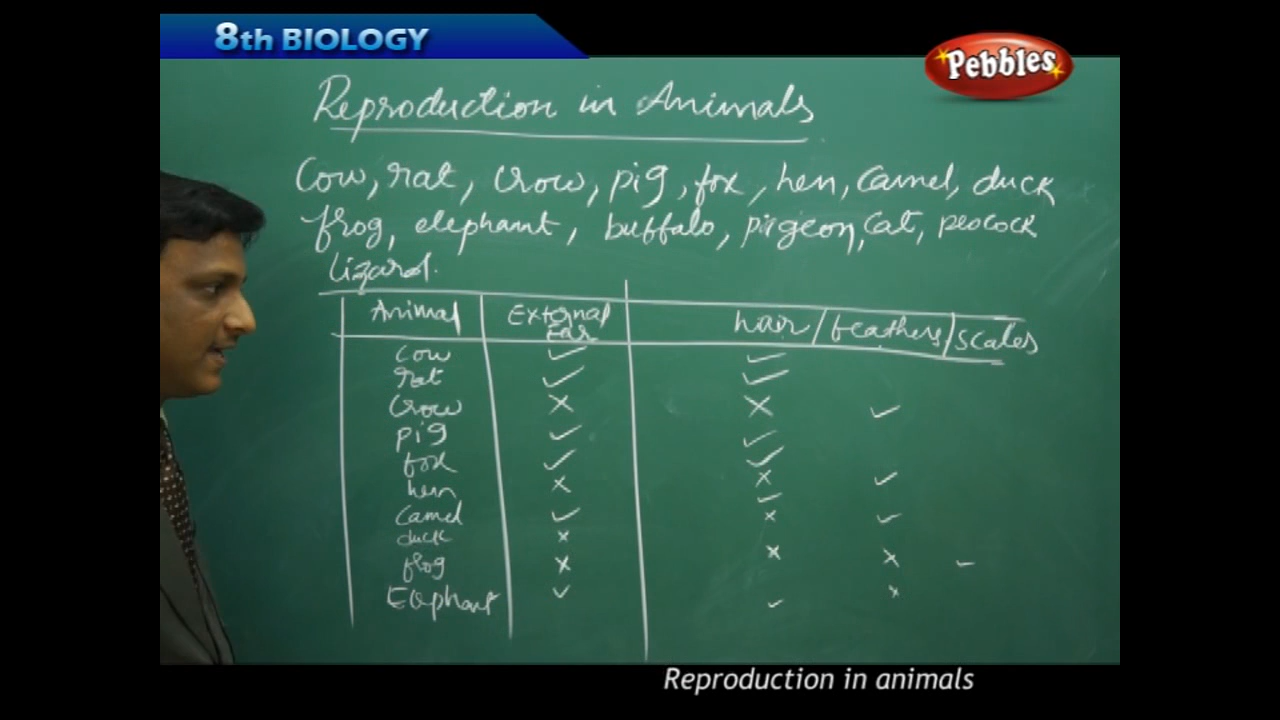 8th BIOLOGY
Pebbles
Reproduction in Animals
Cow, rat, Crow, pig, fox, hen, Camel, duck
frog, elephant, buffalo, pigeon, Cat, peocock
Lizard.
Animal External Ear hair/feathers/scales
Cow ✓ ✓
rat ✓ ✓
Crow × × ✓
pig ✓ ✓
fox ✓ ✓
hen × × ✓
Camel ✓ ✓
duck × × ✓
frog × × × ✓
Elephant ✓ ✓ ×
Reproduction in animals